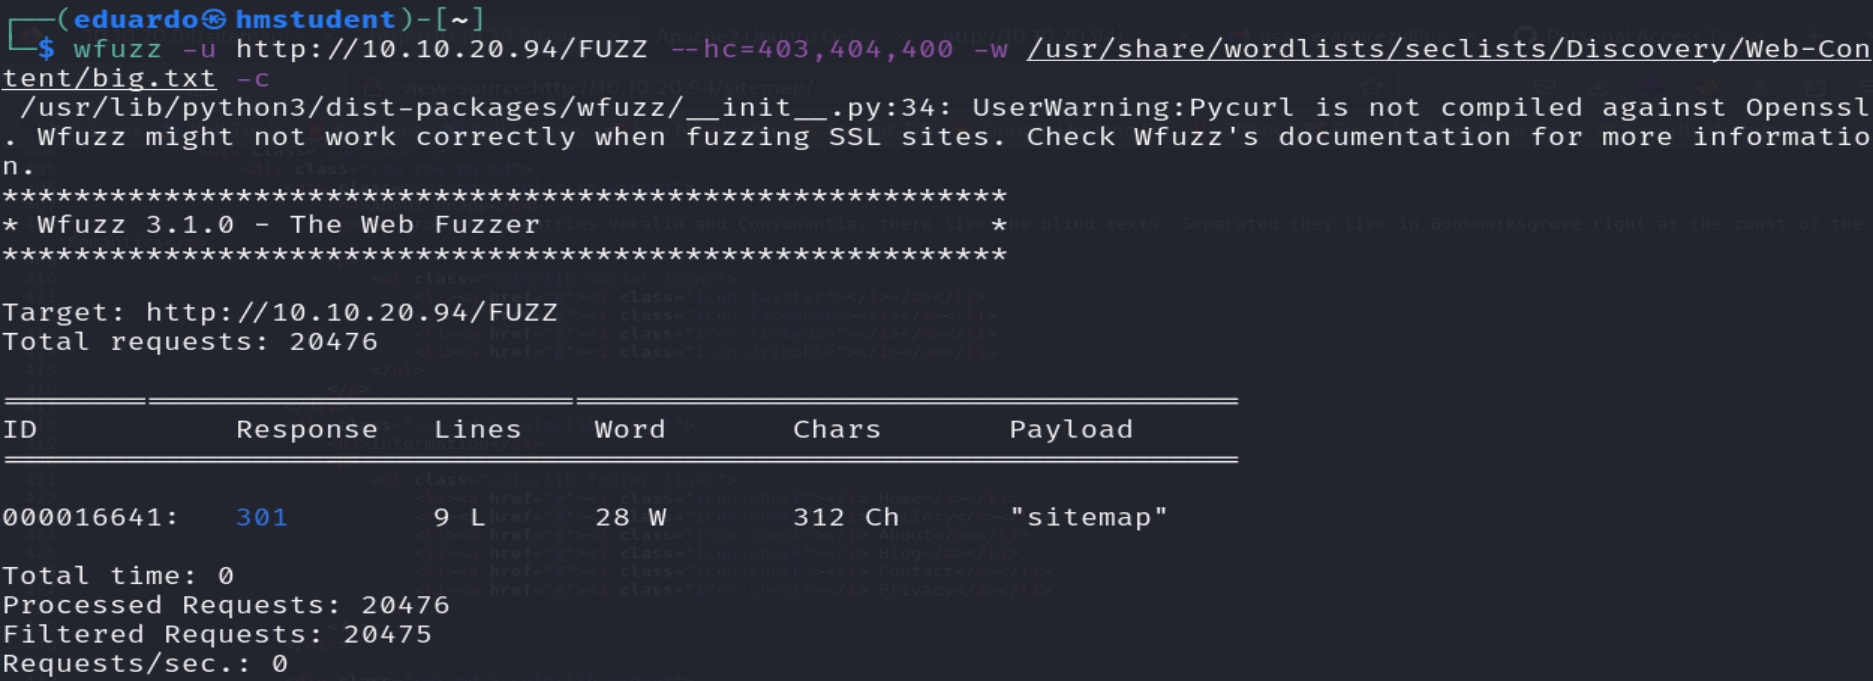 ┌──(eduardo㉿hmstudent)-[~]
└─$ wfuzz -u http://10.10.20.94/FUZZ --hc=403,404,400 -w /usr/share/wordlists/seclists/Discovery/Web-Con
tent/big.txt -c
 /usr/lib/python3/dist-packages/wfuzz/__init__.py:34: UserWarning:Pycurl is not compiled against Openssl
. Wfuzz might not work correctly when fuzzing SSL sites. Check Wfuzz's documentation for more informatio
n.
********************************************************
* Wfuzz 3.1.0 - The Web Fuzzer                         *
********************************************************

Target: http://10.10.20.94/FUZZ
Total requests: 20476

=====================================================================
ID           Response   Lines    Word       Chars       Payload
=====================================================================

000016641:   301        9 L      28 W       312 Ch      "sitemap"

Total time: 0
Processed Requests: 20476
Filtered Requests: 20475
Requests/sec.: 0